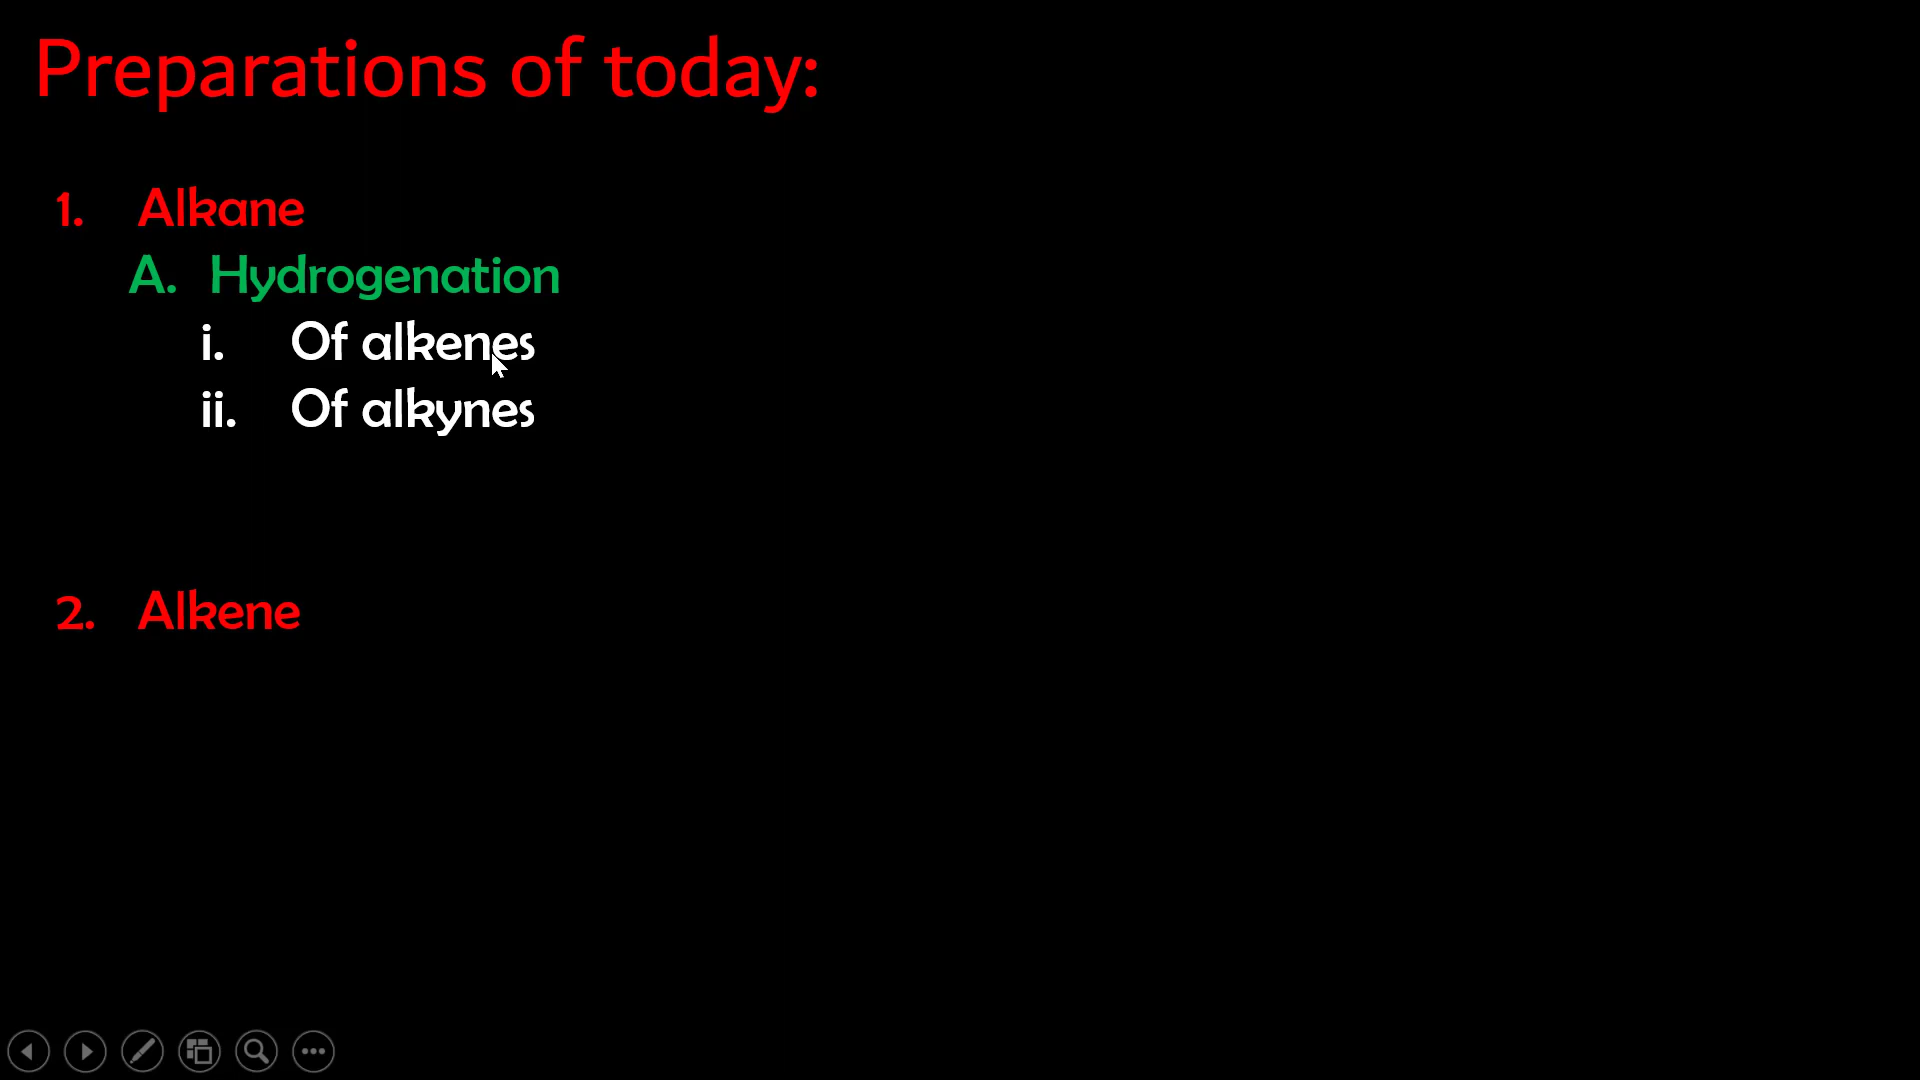 Preparations of today:
1. Alkane
A. Hydrogenation
i. Of alkenes
ii. Of alkynes
2. Alkene